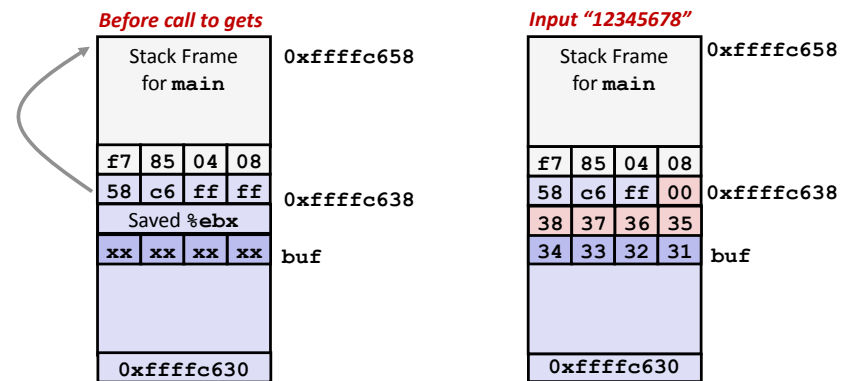 Before call to gets
Stack Frame
for main
0xffffc658
f7 85 04 08
58 c6 ff ff
0xffffc638
Saved %ebx
xx xx xx xx
buf
0xffffc630
Input “12345678”
Stack Frame
for main
0xffffc658
f7 85 04 08
58 c6 ff 00
0xffffc638
38 37 36 35
34 33 32 31
buf
0xffffc630